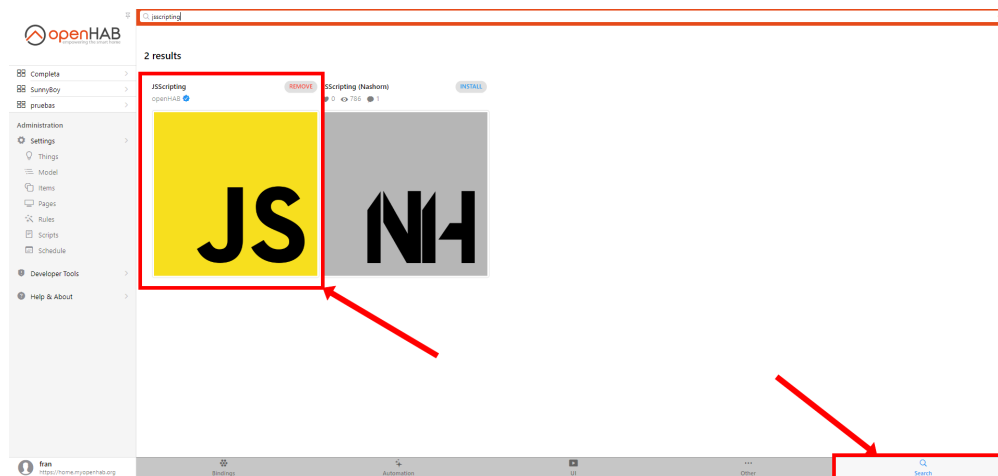 openHAB
empowering the smart home
Completa
SunnyBoy
pruebas
Administration
Settings
Things
Model
Items
Pages
Rules
Scripts
Schedule
Developer Tools
Help & About
fran
https://home.myopenhab.org
jsscripting
2 results
JSScripting
REMOVE
openHAB
JS
JSScripting (Nashorn)
INSTALL
0 786 1
NH
Bindings
Automation
UI
Other
Search